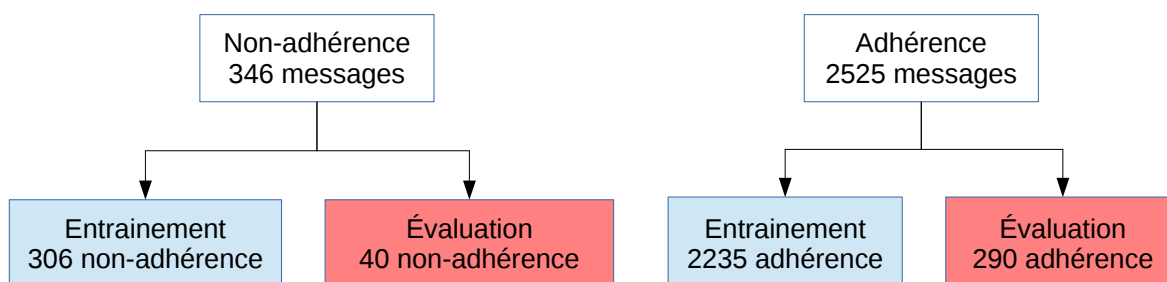 Non-adhérence
346 messages
Adhérence
2525 messages
Entrainement
306 non-adhérence
Évaluation
40 non-adhérence
Entrainement
2235 adhérence
Évaluation
290 adhérence